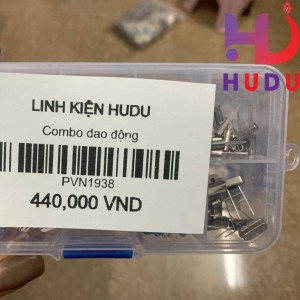 HUDU
LINH KIỆN HUDU
Combo dao động
PVN1938
440,000 VND